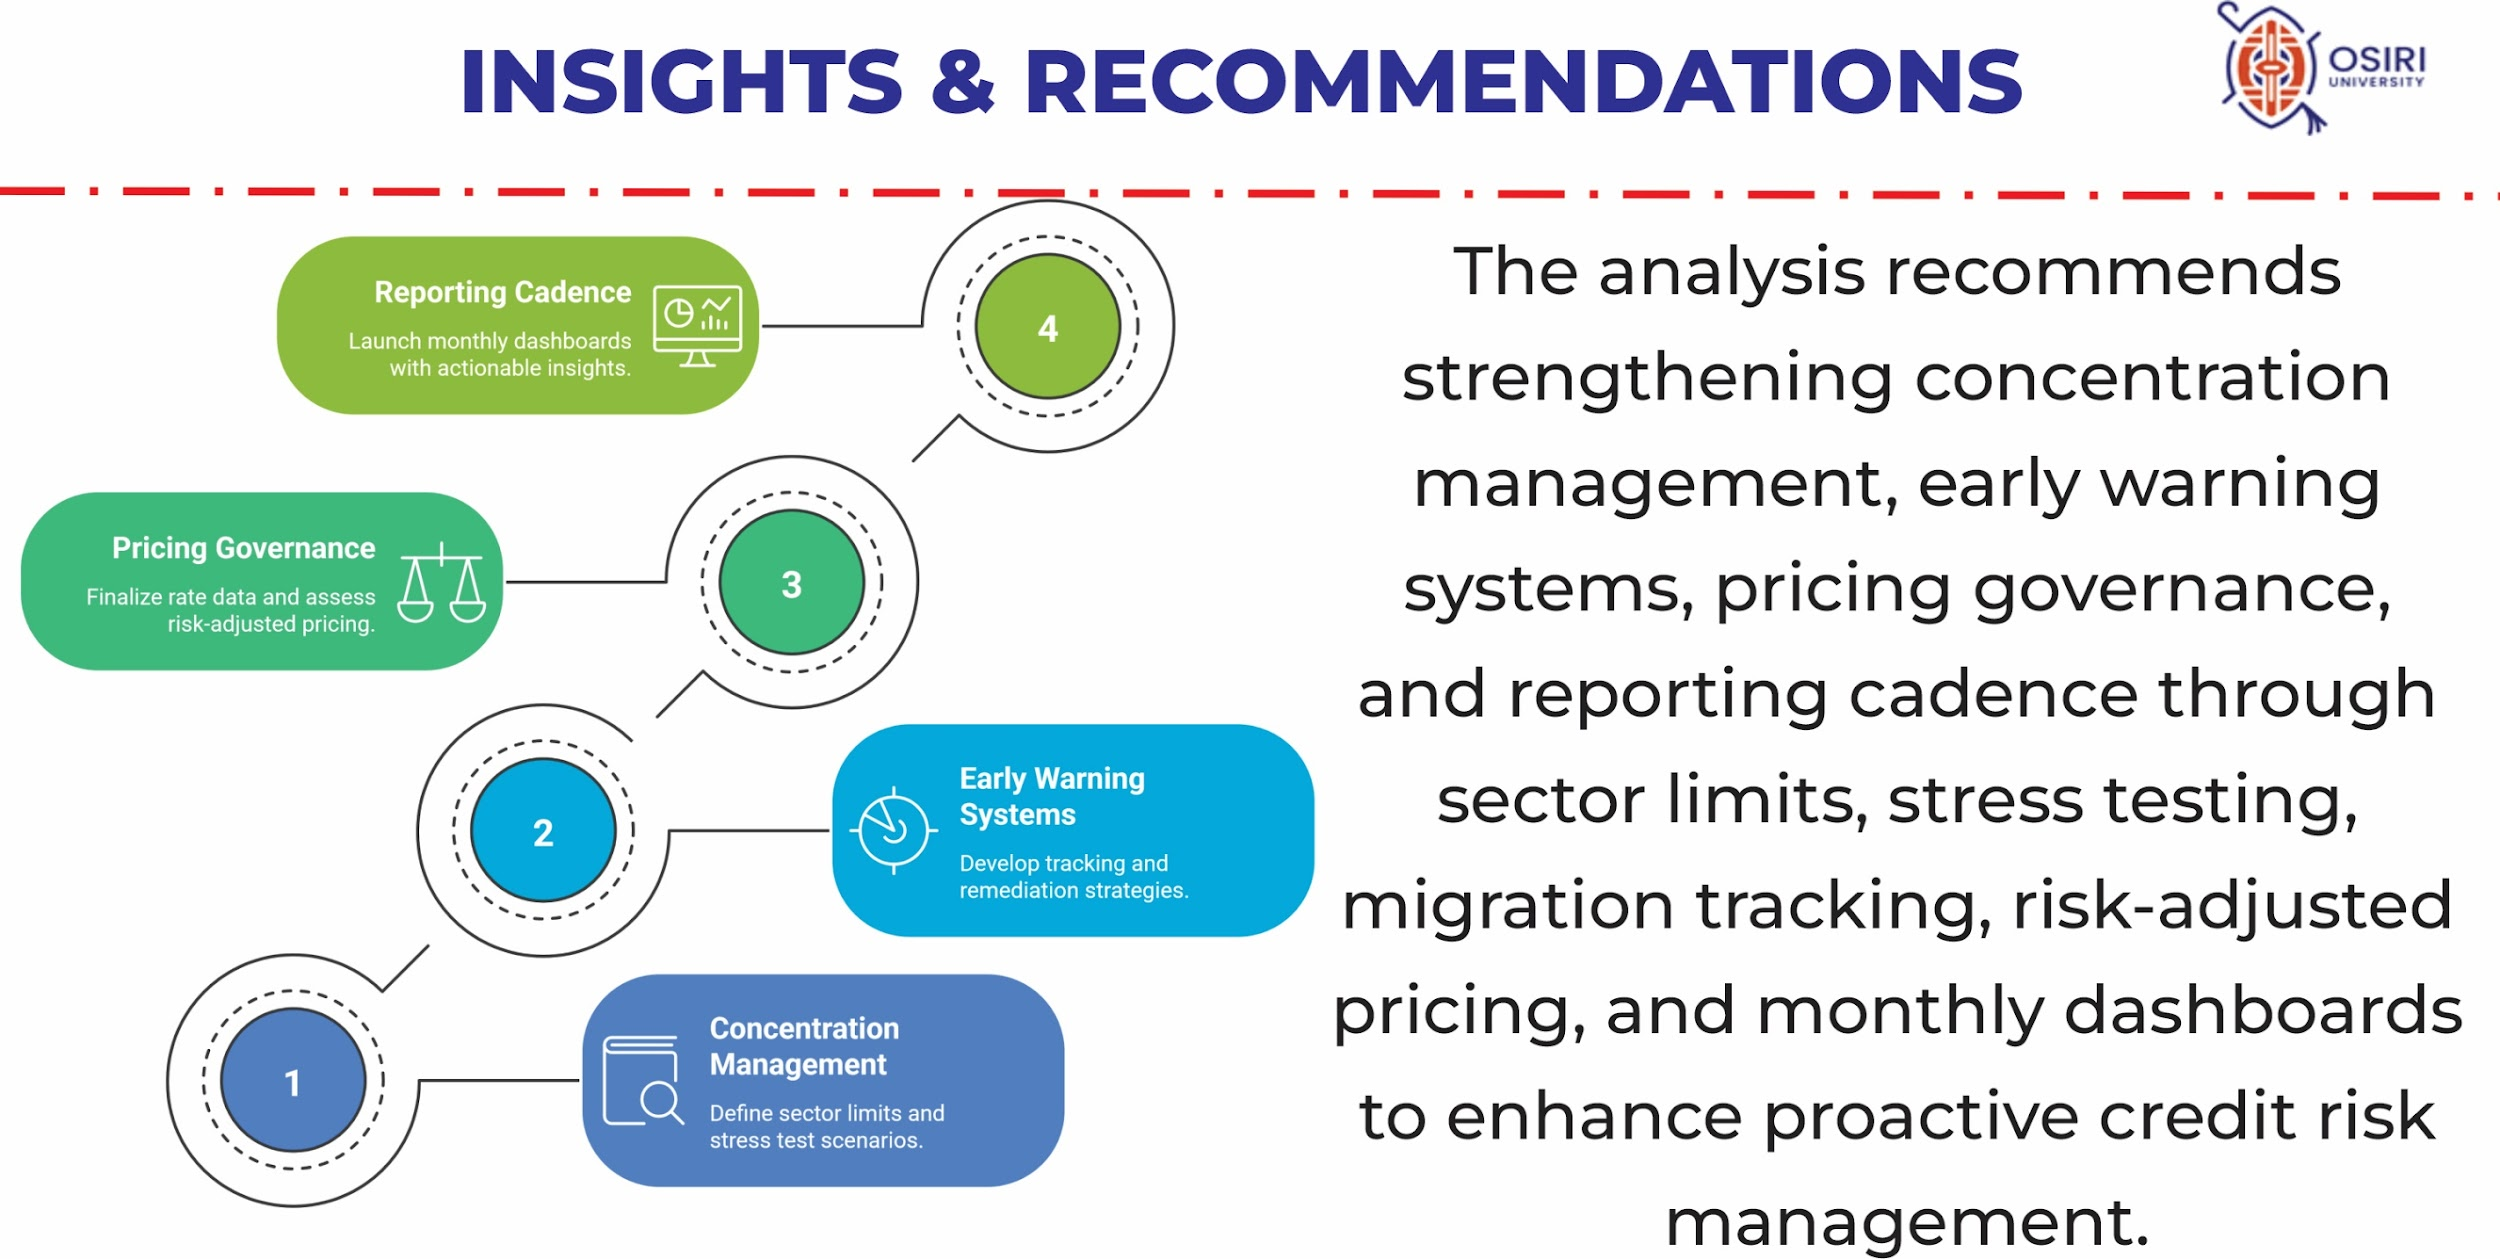 INSIGHTS & RECOMMENDATIONS
OSIRI
UNIVERSITY
Reporting Cadence
Launch monthly dashboards
with actionable insights.
4
Pricing Governance
Finalize rate data and assess
risk-adjusted pricing.
3
2
Early Warning
Systems
Develop tracking and
remediation strategies.
1
Concentration
Management
Define sector limits and
stress test scenarios.
The analysis recommends
strengthening concentration
management, early warning
systems, pricing governance,
and reporting cadence through
sector limits, stress testing,
migration tracking, risk-adjusted
pricing, and monthly dashboards
to enhance proactive credit risk
management.